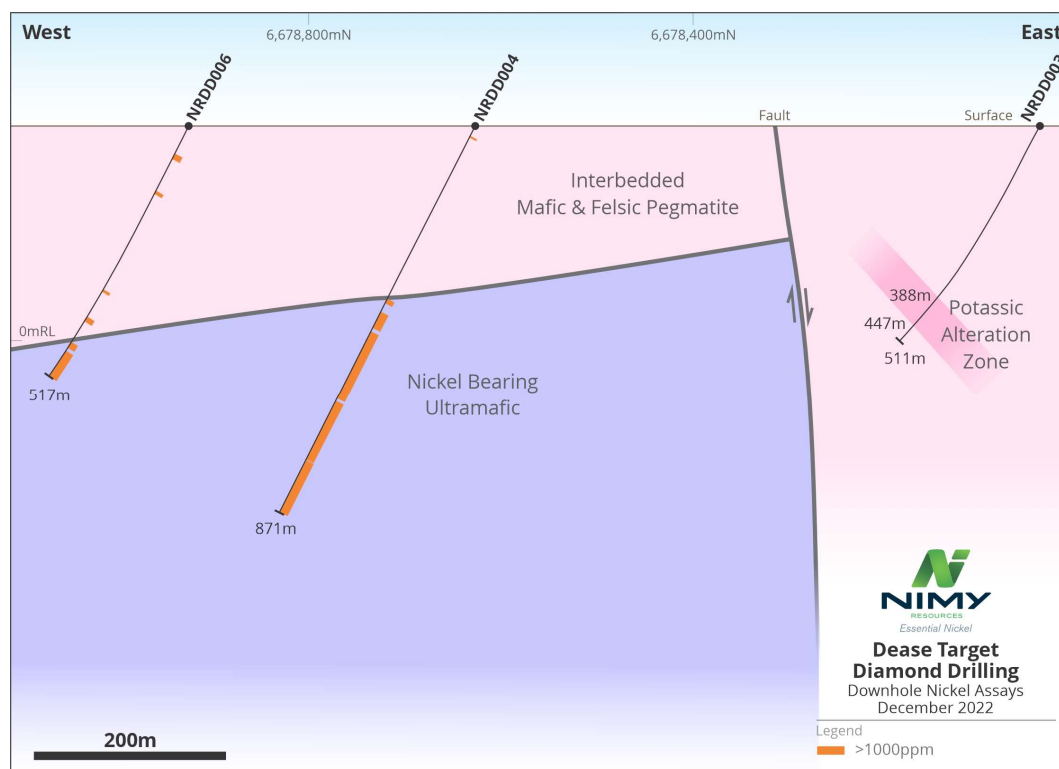 West
6,678,800mN
6,678,400mN
East
NRDD006
NRDD004
NRDD003
Fault
Surface
Interbedded
Mafic & Felsic Pegmatite
388m
447m
511m
Potassic
Alteration
Zone
0mRL
517m
Nickel Bearing
Ultramafic
871m
NIMY
RESOURCES
Essential Nickel
Dease Target
Diamond Drilling
Downhole Nickel Assays
December 2022
Legend
>1000ppm
200m